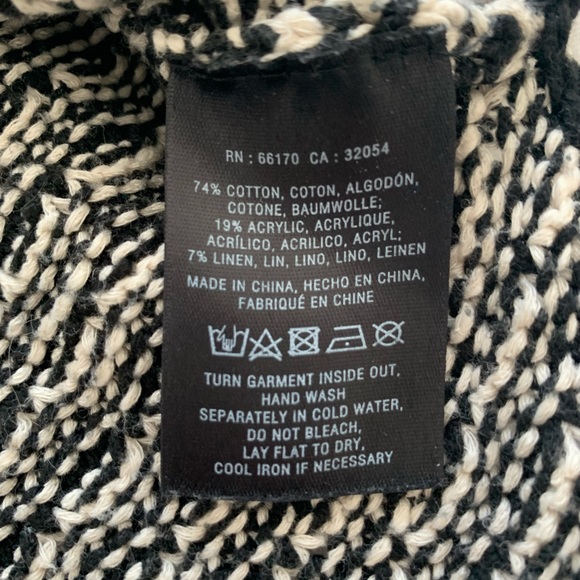 RN : 66170 CA : 32054
74% COTTON, COTON, ALGODÓN,
COTONE, BAUMWOLLE;
19% ACRYLIC, ACRYLIQUE,
ACRÍLICO, ACRILICO, ACRYL;
7% LINEN, LIN, LINO, LINO, LEINEN
MADE IN CHINA, HECHO EN CHINA,
FABRIQUÉ EN CHINE
TURN GARMENT INSIDE OUT,
HAND WASH
SEPARATELY IN COLD WATER,
DO NOT BLEACH,
LAY FLAT TO DRY,
COOL IRON IF NECESSARY